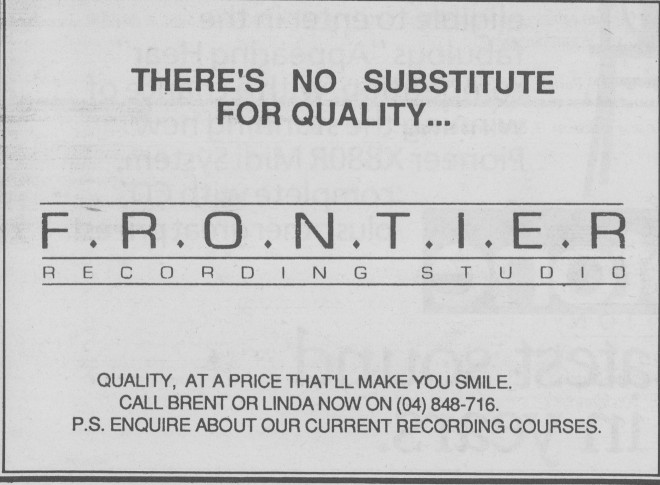 THERE'S NO SUBSTITUTE
FOR QUALITY...
F.R.O.N.T.I.E.R
RECORDING STUDIO
QUALITY, AT A PRICE THAT'LL MAKE YOU SMILE.
CALL BRENT OR LINDA NOW ON (04) 848-716.
P.S. ENQUIRE ABOUT OUR CURRENT RECORDING COURSES.